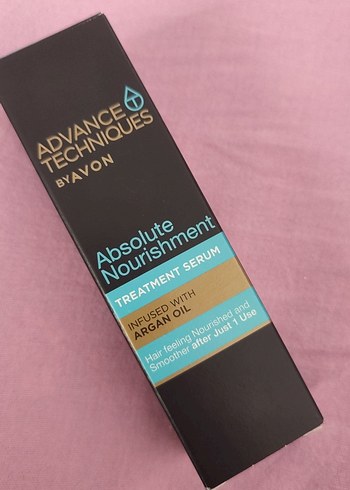 ADVANCE
TECHNIQUES
BY AVON
Absolute
Nourishment
TREATMENT SERUM
INFUSED WITH
ARGAN OIL
Hair feeling Nourished and
Smoother after Just 1 Use